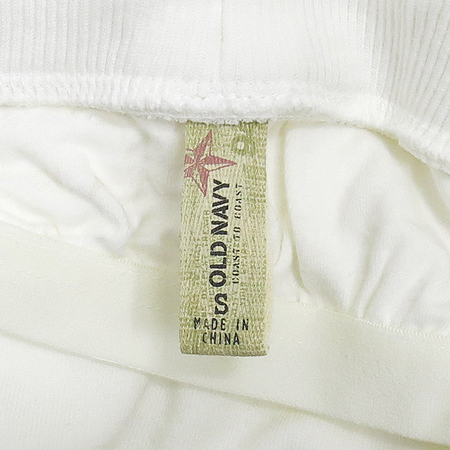 S OLD NAVY
COAST TO COAST
MADE IN
CHINA